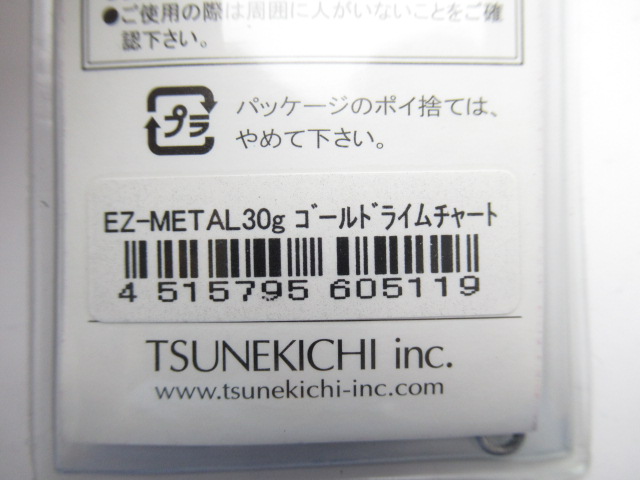 ●ご使用の際は周囲に人がいないことをご確
認下さい。
プラ
パッケージのポイ捨ては、
やめて下さい。
EZ-METAL30g ゴールドライムチャート
4 515795 605119
TSUNEKICHI inc.
www.tsunekichi-inc.com